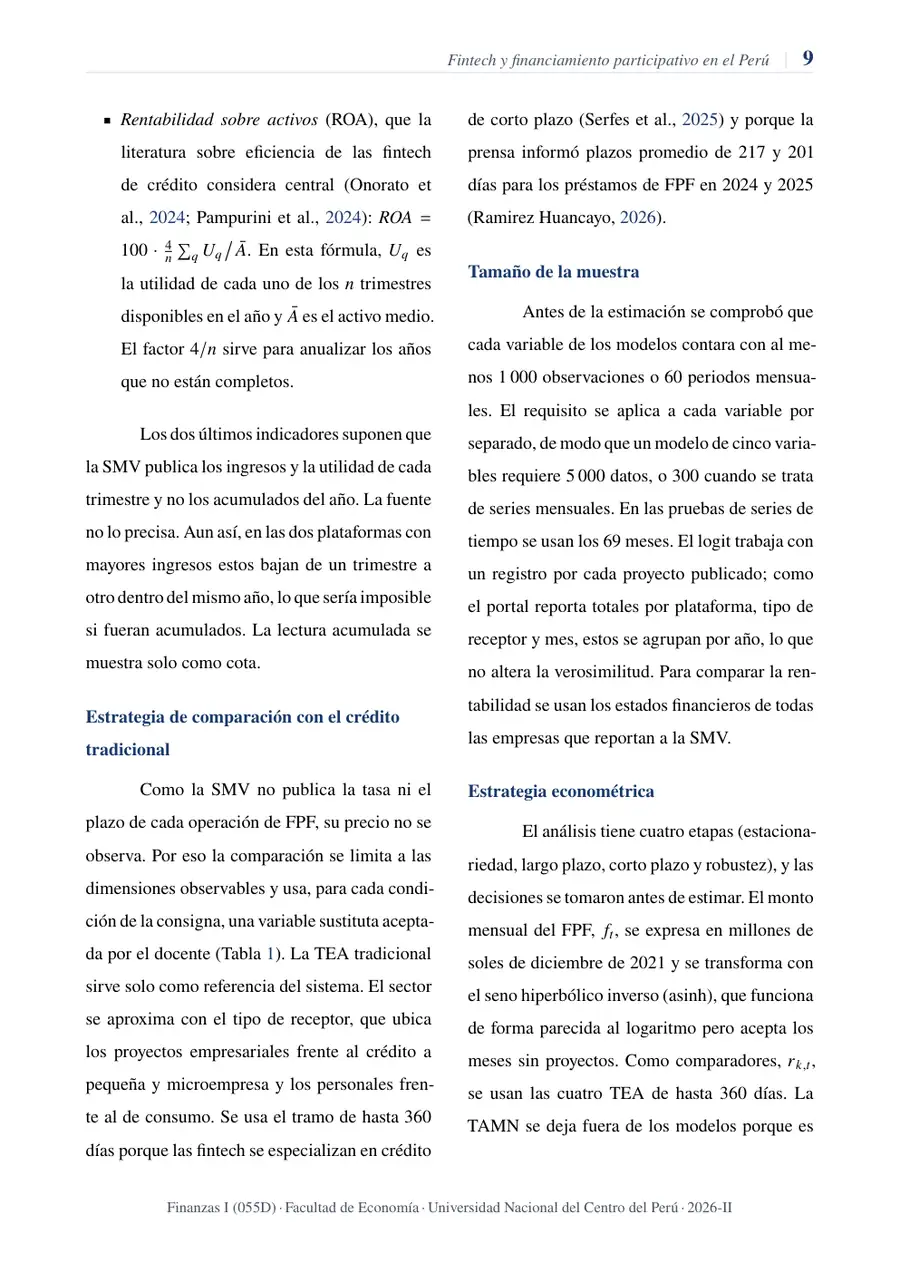 Fintech y financiamiento participativo en el Perú | 9
▪ Rentabilidad sobre activos (ROA), que la
literatura sobre eficiencia de las fintech
de crédito considera central (Onorato et
al., 2024; Pampurini et al., 2024): ROA =
100 · 4/n ∑q Uq / Ā. En esta fórmula, Uq es
la utilidad de cada uno de los n trimestres
disponibles en el año y Ā es el activo medio.
El factor 4/n sirve para anualizar los años
que no están completos.
Los dos últimos indicadores suponen que
la SMV publica los ingresos y la utilidad de cada
trimestre y no los acumulados del año. La fuente
no lo precisa. Aun así, en las dos plataformas con
mayores ingresos estos bajan de un trimestre a
otro dentro del mismo año, lo que sería imposible
si fueran acumulados. La lectura acumulada se
muestra solo como cota.
Estrategia de comparación con el crédito
tradicional
Como la SMV no publica la tasa ni el
plazo de cada operación de FPF, su precio no se
observa. Por eso la comparación se limita a las
dimensiones observables y usa, para cada condi-
ción de la consigna, una variable sustituta acepta-
da por el docente (Tabla 1). La TEA tradicional
sirve solo como referencia del sistema. El sector
se aproxima con el tipo de receptor, que ubica
los proyectos empresariales frente al crédito a
pequeña y microempresa y los personales fren-
te al de consumo. Se usa el tramo de hasta 360
días porque las fintech se especializan en crédito
de corto plazo (Serfes et al., 2025) y porque la
prensa informó plazos promedio de 217 y 201
días para los préstamos de FPF en 2024 y 2025
(Ramirez Huancayo, 2026).
Tamaño de la muestra
Antes de la estimación se comprobó que
cada variable de los modelos contara con al me-
nos 1 000 observaciones o 60 periodos mensua-
les. El requisito se aplica a cada variable por
separado, de modo que un modelo de cinco varia-
bles requiere 5 000 datos, o 300 cuando se trata
de series mensuales. En las pruebas de series de
tiempo se usan los 69 meses. El logit trabaja con
un registro por cada proyecto publicado; como
el portal reporta totales por plataforma, tipo de
receptor y mes, estos se agrupan por año, lo que
no altera la verosimilitud. Para comparar la ren-
tabilidad se usan los estados financieros de todas
las empresas que reportan a la SMV.
Estrategia econométrica
El análisis tiene cuatro etapas (estaciona-
riedad, largo plazo, corto plazo y robustez), y las
decisiones se tomaron antes de estimar. El monto
mensual del FPF, ft, se expresa en millones de
soles de diciembre de 2021 y se transforma con
el seno hiperbólico inverso (asinh), que funciona
de forma parecida al logaritmo pero acepta los
meses sin proyectos. Como comparadores, rk,t,
se usan las cuatro TEA de hasta 360 días. La
TAMN se deja fuera de los modelos porque es
Finanzas I (055D) · Facultad de Economía · Universidad Nacional del Centro del Perú · 2026-II